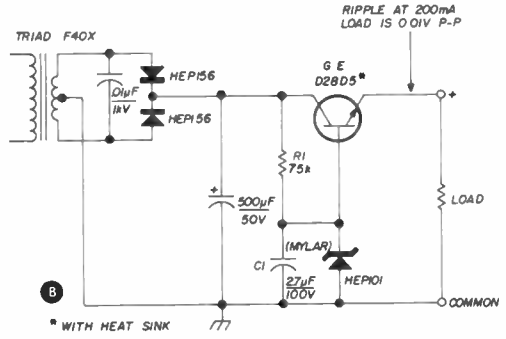 RIPPLE AT 200mA
LOAD IS 0.01V P-P
TRIAD F40X
G E
D28D5*
HEP156
.01µF
1kV
HEP156
+
R1
75k
+
500µF
50V
LOAD
(MYLAR)
C1
.27µF
100V
HEP101
B
COMMON
* WITH HEAT SINK